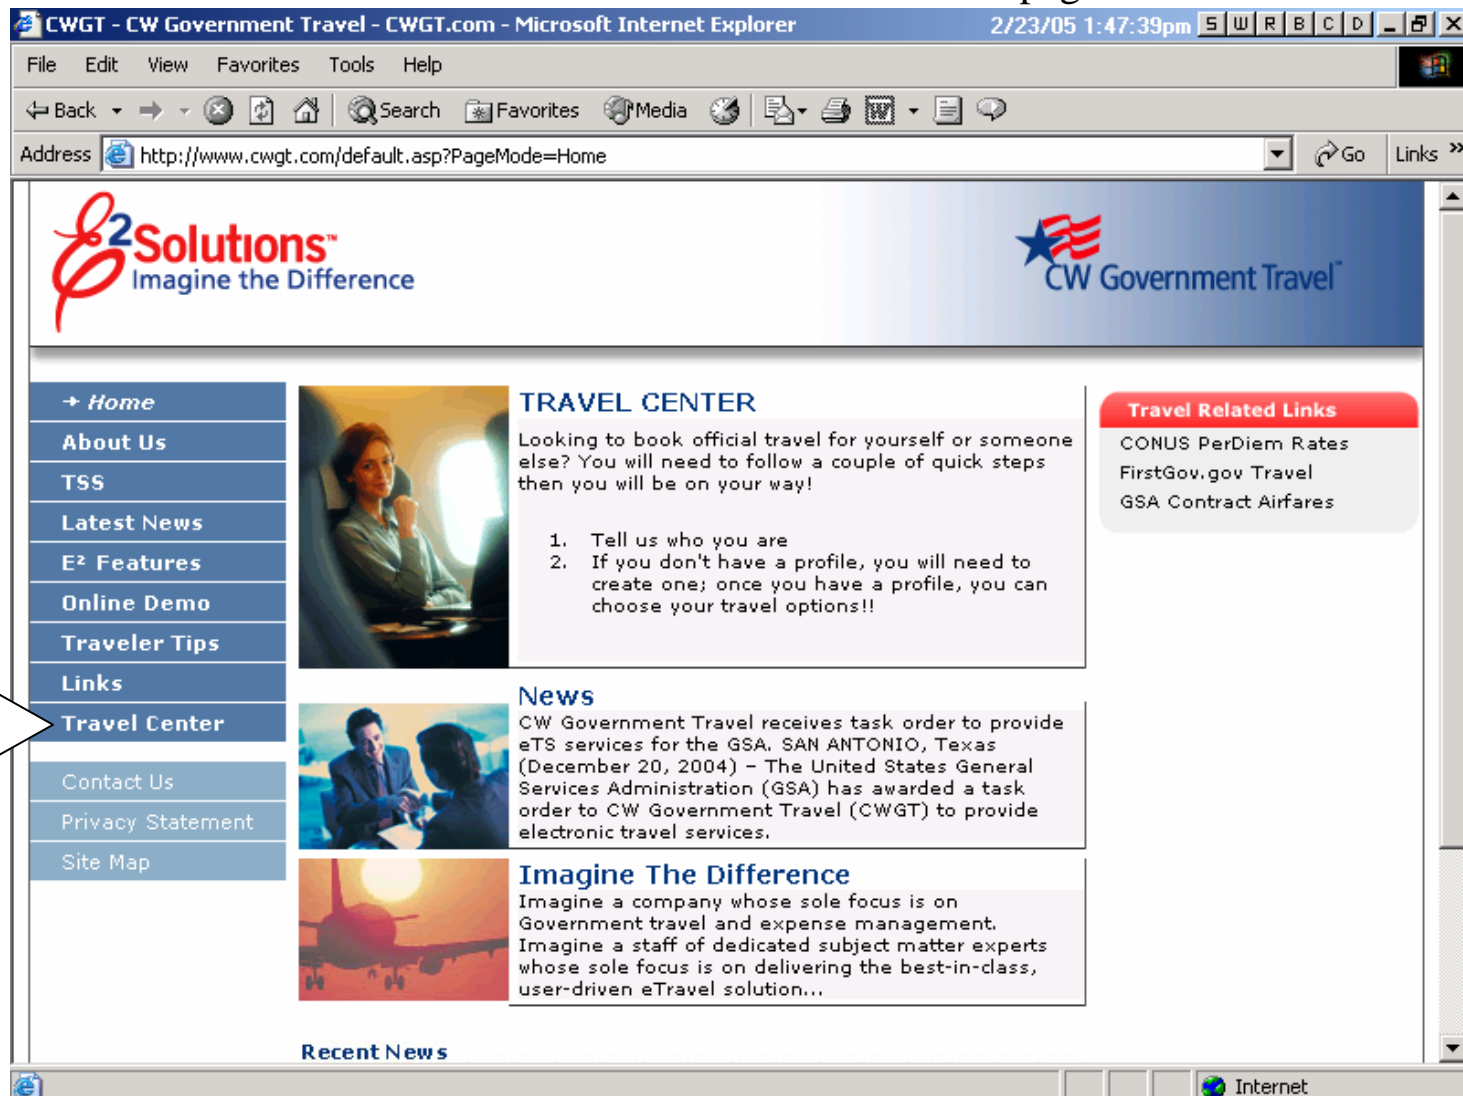 page
CWGT - CW Government Travel - CWGT.com - Microsoft Internet Explorer 2/23/05 1:47:39pm S W R B C D
File Edit View Favorites Tools Help
Back Search Favorites Media
Address http://www.cwgt.com/default.asp?PageMode=Home Go Links »
E2Solutions™
Imagine the Difference
CW Government Travel™
→ Home
About Us
TSS
Latest News
E² Features
Online Demo
Traveler Tips
Links
Travel Center
Contact Us
Privacy Statement
Site Map
TRAVEL CENTER
Looking to book official travel for yourself or someone
else? You will need to follow a couple of quick steps
then you will be on your way!
1. Tell us who you are
2. If you don't have a profile, you will need to
create one; once you have a profile, you can
choose your travel options!!
News
CW Government Travel receives task order to provide
eTS services for the GSA. SAN ANTONIO, Texas
(December 20, 2004) – The United States General
Services Administration (GSA) has awarded a task
order to CW Government Travel (CWGT) to provide
electronic travel services.
Imagine The Difference
Imagine a company whose sole focus is on
Government travel and expense management.
Imagine a staff of dedicated subject matter experts
whose sole focus is on delivering the best-in-class,
user-driven eTravel solution...
Recent News
Travel Related Links
CONUS PerDiem Rates
FirstGov.gov Travel
GSA Contract Airfares
Internet